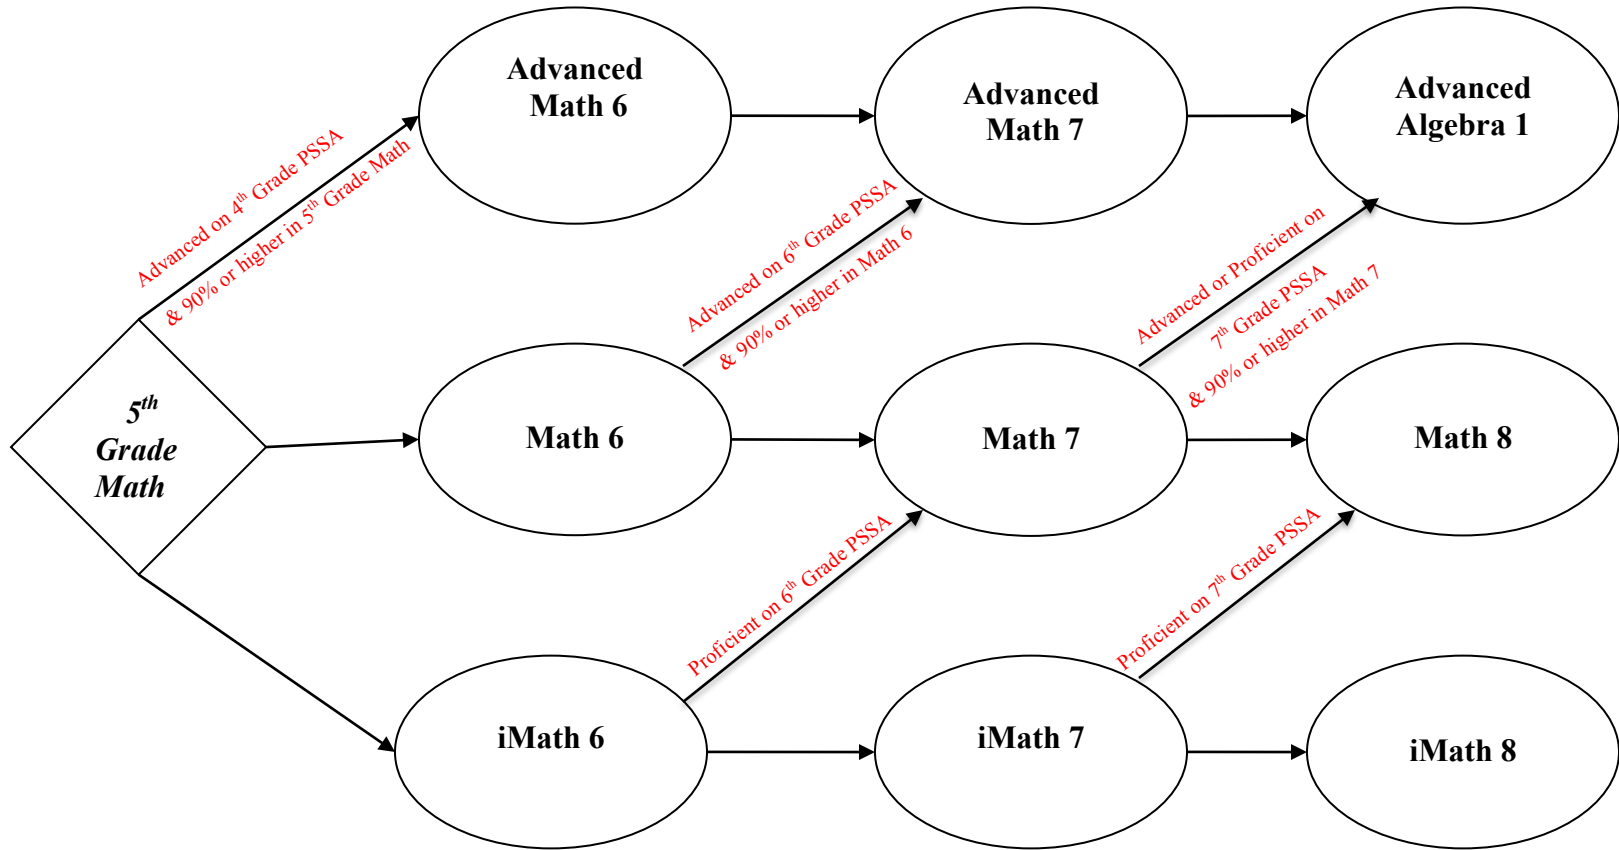 Advanced
Math 6
Advanced
Math 7
Advanced
Algebra 1
Advanced on 4th Grade PSSA
& 90% or higher in 5th Grade Math
Advanced on 6th Grade PSSA
& 90% or higher in Math 6
Advanced or Proficient on
7th Grade PSSA
& 90% or higher in Math 7
5th
Grade
Math
Math 6
Math 7
Math 8
Proficient on 6th Grade PSSA
Proficient on 7th Grade PSSA
iMath 6
iMath 7
iMath 8